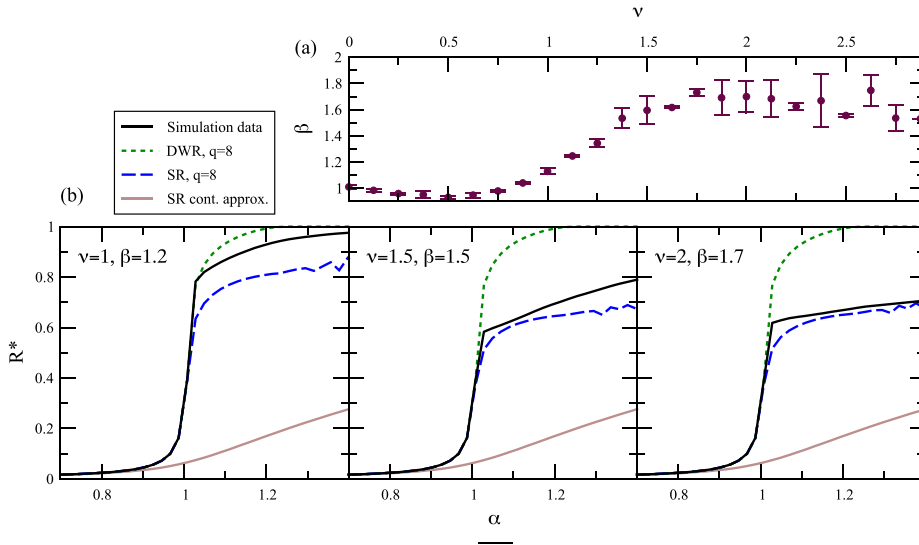 ν
0 0.5 1 1.5 2 2.5
(a)
2
1.8
1.6
1.4
1.2
1
β
Simulation data
DWR, q=8
SR, q=8
SR cont. approx.
(b)
1
0.8
0.6
0.4
0.2
0
R*
ν=1, β=1.2
ν=1.5, β=1.5
ν=2, β=1.7
0.8 1 1.2 0.8 1 1.2 0.8 1 1.2
α